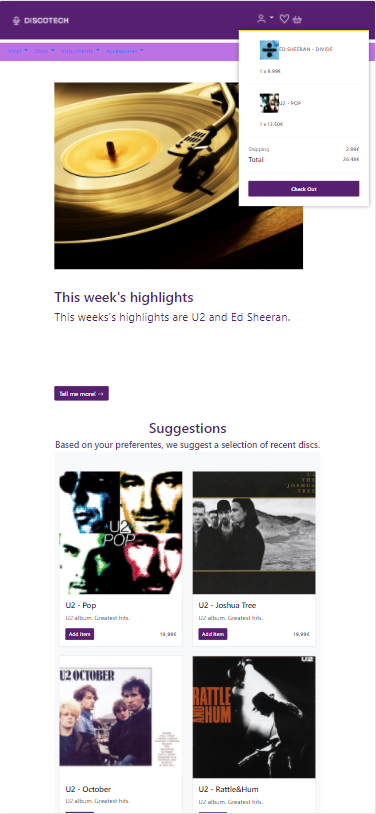 DISCOTECH
Vinyl Discs Instruments Accessories
ED SHEERAN - DIVIDE
1 x 9.99€
U2 - POP
1 x 13.50€
Shipping 2.99€
Total 26.49€
Check Out
This week's highlights
This weeks's highlights are U2 and Ed Sheeran.
Tell me more! →
Suggestions
Based on your preferentes, we suggest a selection of recent discs.
U2
POP
THE
JOSHUA
TREE
U2 - Pop
U2 album. Greatest hits.
Add item 19,99€
U2 - Joshua Tree
U2 album. Greatest hits.
Add item 19,99€
U2 OCTOBER
U2
RATTLE
AND
HUM
U2 - October
U2 album. Greatest hits.
U2 - Rattle&Hum
U2 album. Greatest hits.